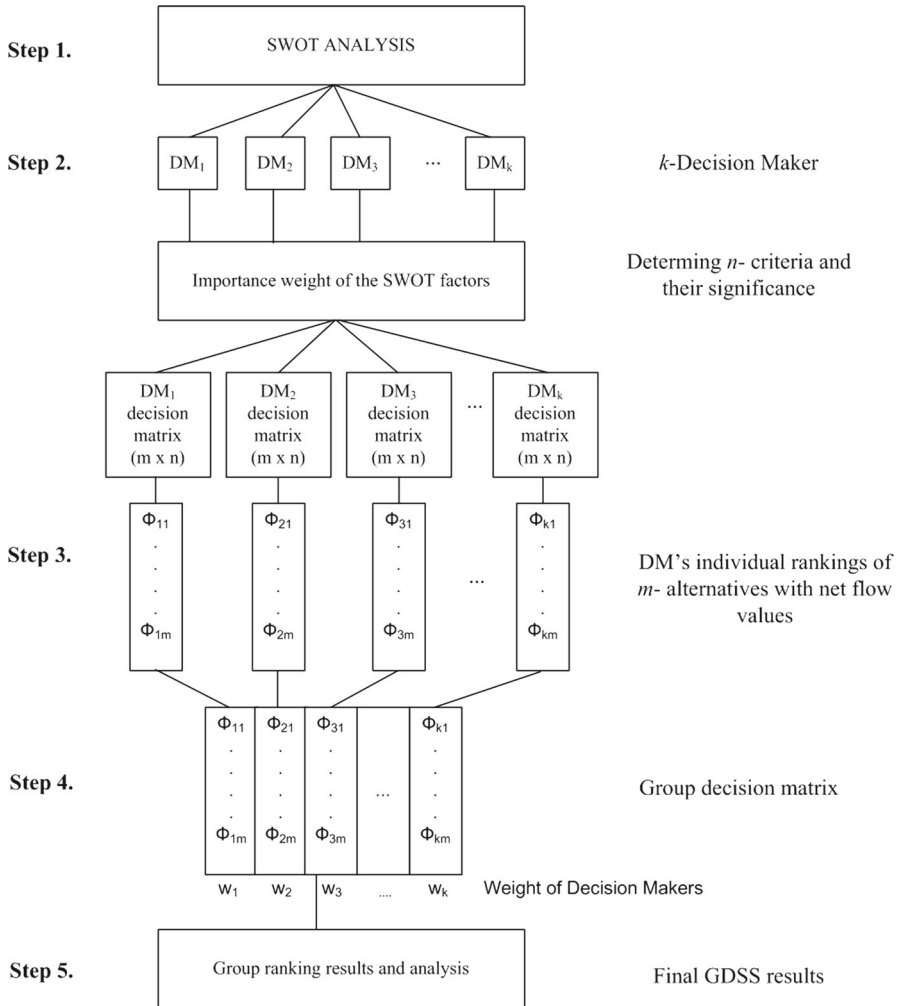 Step 1.
SWOT ANALYSIS
Step 2.
DM₁ DM₂ DM₃ ... DMₖ
k-Decision Maker
Importance weight of the SWOT factors
Determing n- criteria and
their significance
DM₁
decision
matrix
(m x n)
DM₂
decision
matrix
(m x n)
DM₃
decision
matrix
(m x n)
...
DMₖ
decision
matrix
(m x n)
Step 3.
Φ₁₁
.
.
.
.
Φ₁ₘ
Φ₂₁
.
.
.
.
Φ₂ₘ
Φ₃₁
.
.
.
.
Φ₃ₘ
...
Φₖ₁
.
.
.
.
Φₖₘ
DM's individual rankings of
m- alternatives with net flow
values
Step 4.
Φ₁₁
.
.
.
.
Φ₁ₘ
Φ₂₁
.
.
.
.
Φ₂ₘ
Φ₃₁
.
.
.
.
Φ₃ₘ
...
Φₖ₁
.
.
.
.
Φₖₘ
Group decision matrix
w₁ w₂ w₃ .... wₖ Weight of Decision Makers
Step 5.
Group ranking results and analysis
Final GDSS results